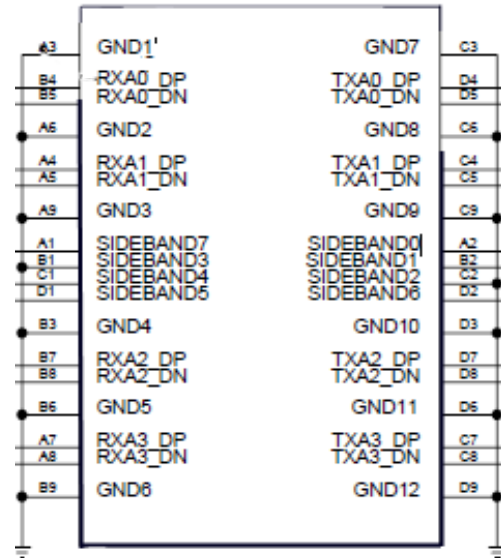 A3 GND1' GND7 C3
B4 RXA0_DP TXA0_DP D4
B5 RXA0_DN TXA0_DN D5
A6 GND2 GND8 C6
A4 RXA1_DP TXA1_DP C4
A5 RXA1_DN TXA1_DN C5
A9 GND3 GND9 C9
A1 SIDEBAND7 SIDEBAND0 A2
B1 SIDEBAND3 SIDEBAND1 B2
C1 SIDEBAND4 SIDEBAND2 C2
D1 SIDEBAND5 SIDEBAND6 D2
B3 GND4 GND10 D3
B7 RXA2_DP TXA2_DP D7
B8 RXA2_DN TXA2_DN D8
B6 GND5 GND11 D6
A7 RXA3_DP TXA3_DP C7
A8 RXA3_DN TXA3_DN C8
B9 GND6 GND12 D9